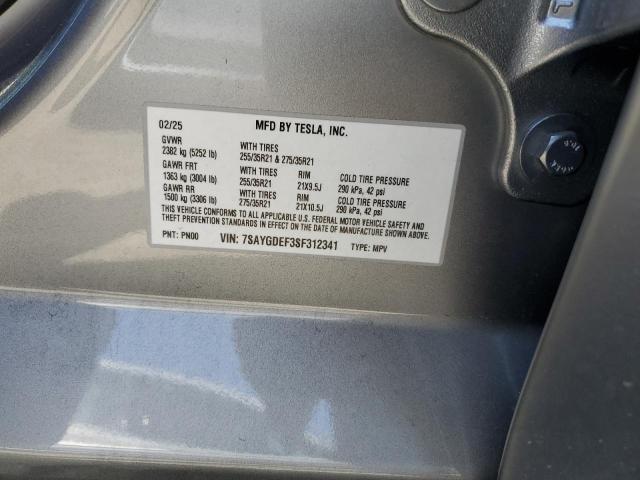 02/25 MFD BY TESLA, INC.
GVWR WITH TIRES
2382 kg (5252 lb) 255/35R21 & 275/35R21
GAWR FRT WITH TIRES RIM COLD TIRE PRESSURE
1363 kg (3004 lb) 255/35R21 21X9.5J 290 kPa, 42 psi
GAWR RR WITH TIRES RIM COLD TIRE PRESSURE
1500 kg (3306 lb) 275/35R21 21X10.5J 290 kPa, 42 psi
THIS VEHICLE CONFORMS TO ALL APPLICABLE U.S. FEDERAL MOTOR VEHICLE SAFETY AND
THEFT PREVENTION STANDARDS IN EFFECT ON THE DATE OF MANUFACTURE SHOWN ABOVE.
PNT: PN00 VIN: 7SAYGDEF3SF312341 TYPE: MPV